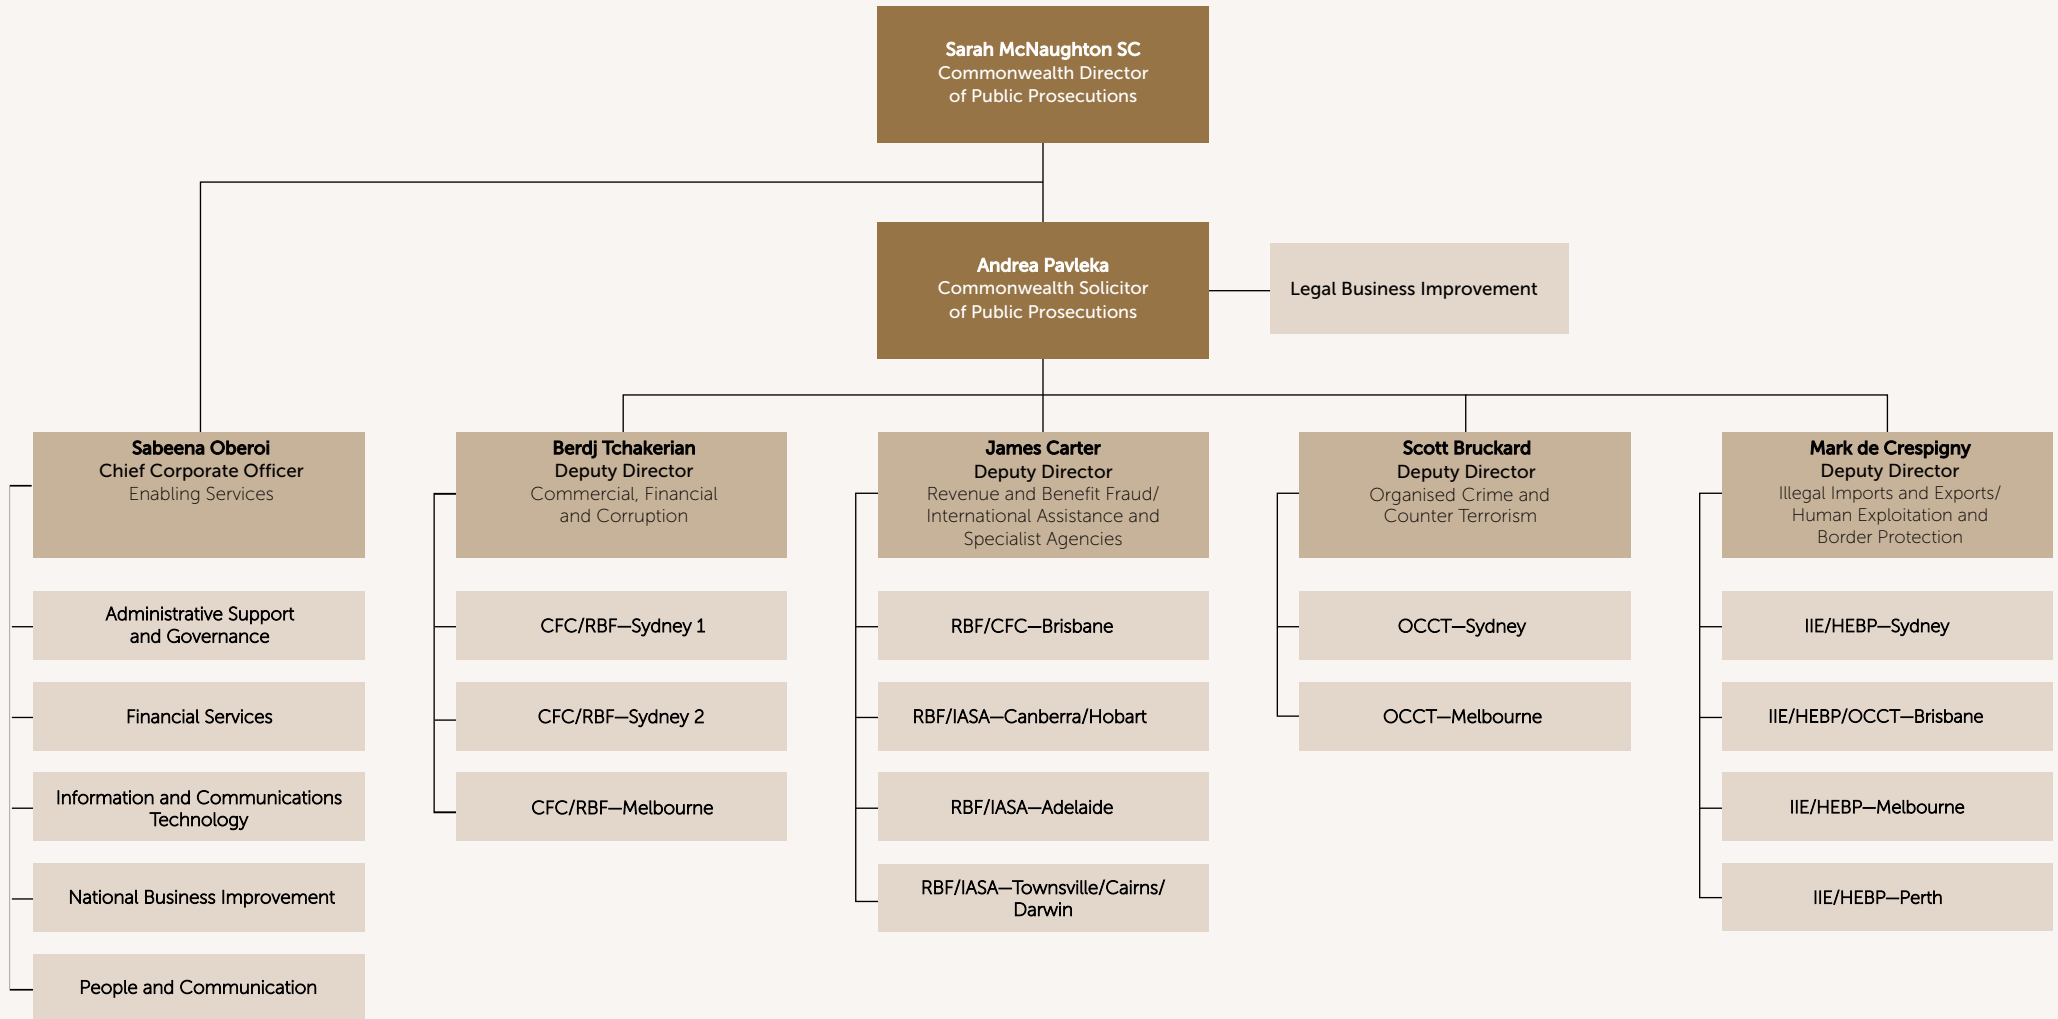 Sarah McNaughton SC
Commonwealth Director
of Public Prosecutions
Andrea Pavleka
Commonwealth Solicitor
of Public Prosecutions
Legal Business Improvement
Sabeena Oberoi
Chief Corporate Officer
Enabling Services
Administrative Support
and Governance
Financial Services
Information and Communications
Technology
National Business Improvement
People and Communication
Berdj Tchakerian
Deputy Director
Commercial, Financial
and Corruption
CFC/RBF—Sydney 1
CFC/RBF—Sydney 2
CFC/RBF—Melbourne
James Carter
Deputy Director
Revenue and Benefit Fraud/
International Assistance and
Specialist Agencies
RBF/CFC—Brisbane
RBF/IASA—Canberra/Hobart
RBF/IASA—Adelaide
RBF/IASA—Townsville/Cairns/
Darwin
Scott Bruckard
Deputy Director
Organised Crime and
Counter Terrorism
OCCT—Sydney
OCCT—Melbourne
Mark de Crespigny
Deputy Director
Illegal Imports and Exports/
Human Exploitation and
Border Protection
IIE/HEBP—Sydney
IIE/HEBP/OCCT—Brisbane
IIE/HEBP—Melbourne
IIE/HEBP—Perth